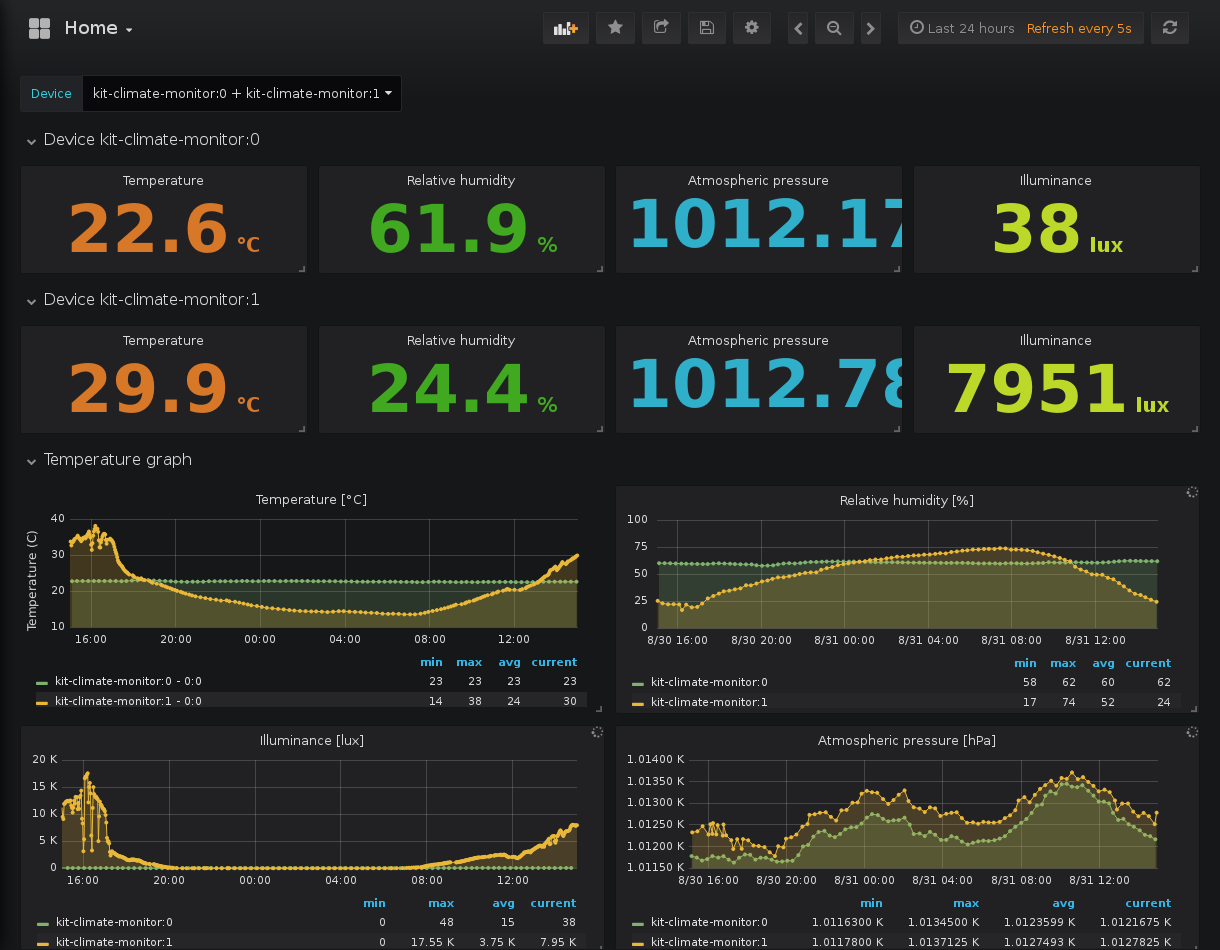 Home
Last 24 hours Refresh every 5s
Device kit-climate-monitor:0 + kit-climate-monitor:1
Device kit-climate-monitor:0
Temperature
22.6 °C
Relative humidity
61.9 %
Atmospheric pressure
1012.17
Illuminance
38 lux
Device kit-climate-monitor:1
Temperature
29.9 °C
Relative humidity
24.4 %
Atmospheric pressure
1012.78
Illuminance
7951 lux
Temperature graph
Temperature [°C]
Temperature (C)
40
30
20
10
16:00 20:00 00:00 04:00 08:00 12:00
min max avg current
kit-climate-monitor:0 - 0:0 23 23 23 23
kit-climate-monitor:1 - 0:0 14 38 24 30
Relative humidity [%]
100
75
50
25
0
8/30 16:00 8/30 20:00 8/31 00:00 8/31 04:00 8/31 08:00 8/31 12:00
min max avg current
kit-climate-monitor:0 58 62 60 62
kit-climate-monitor:1 17 74 52 24
Illuminance [lux]
20 K
15 K
10 K
5 K
0
16:00 20:00 00:00 04:00 08:00 12:00
min max avg current
kit-climate-monitor:0 0 48 15 38
kit-climate-monitor:1 0 17.55 K 3.75 K 7.95 K
Atmospheric pressure [hPa]
1.01400 K
1.01350 K
1.01300 K
1.01250 K
1.01200 K
1.01150 K
8/30 16:00 8/30 20:00 8/31 00:00 8/31 04:00 8/31 08:00 8/31 12:00
min max avg current
kit-climate-monitor:0 1.0116300 K 1.0134500 K 1.0123599 K 1.0121675 K
kit-climate-monitor:1 1.0117800 K 1.0137125 K 1.0127493 K 1.0127825 K